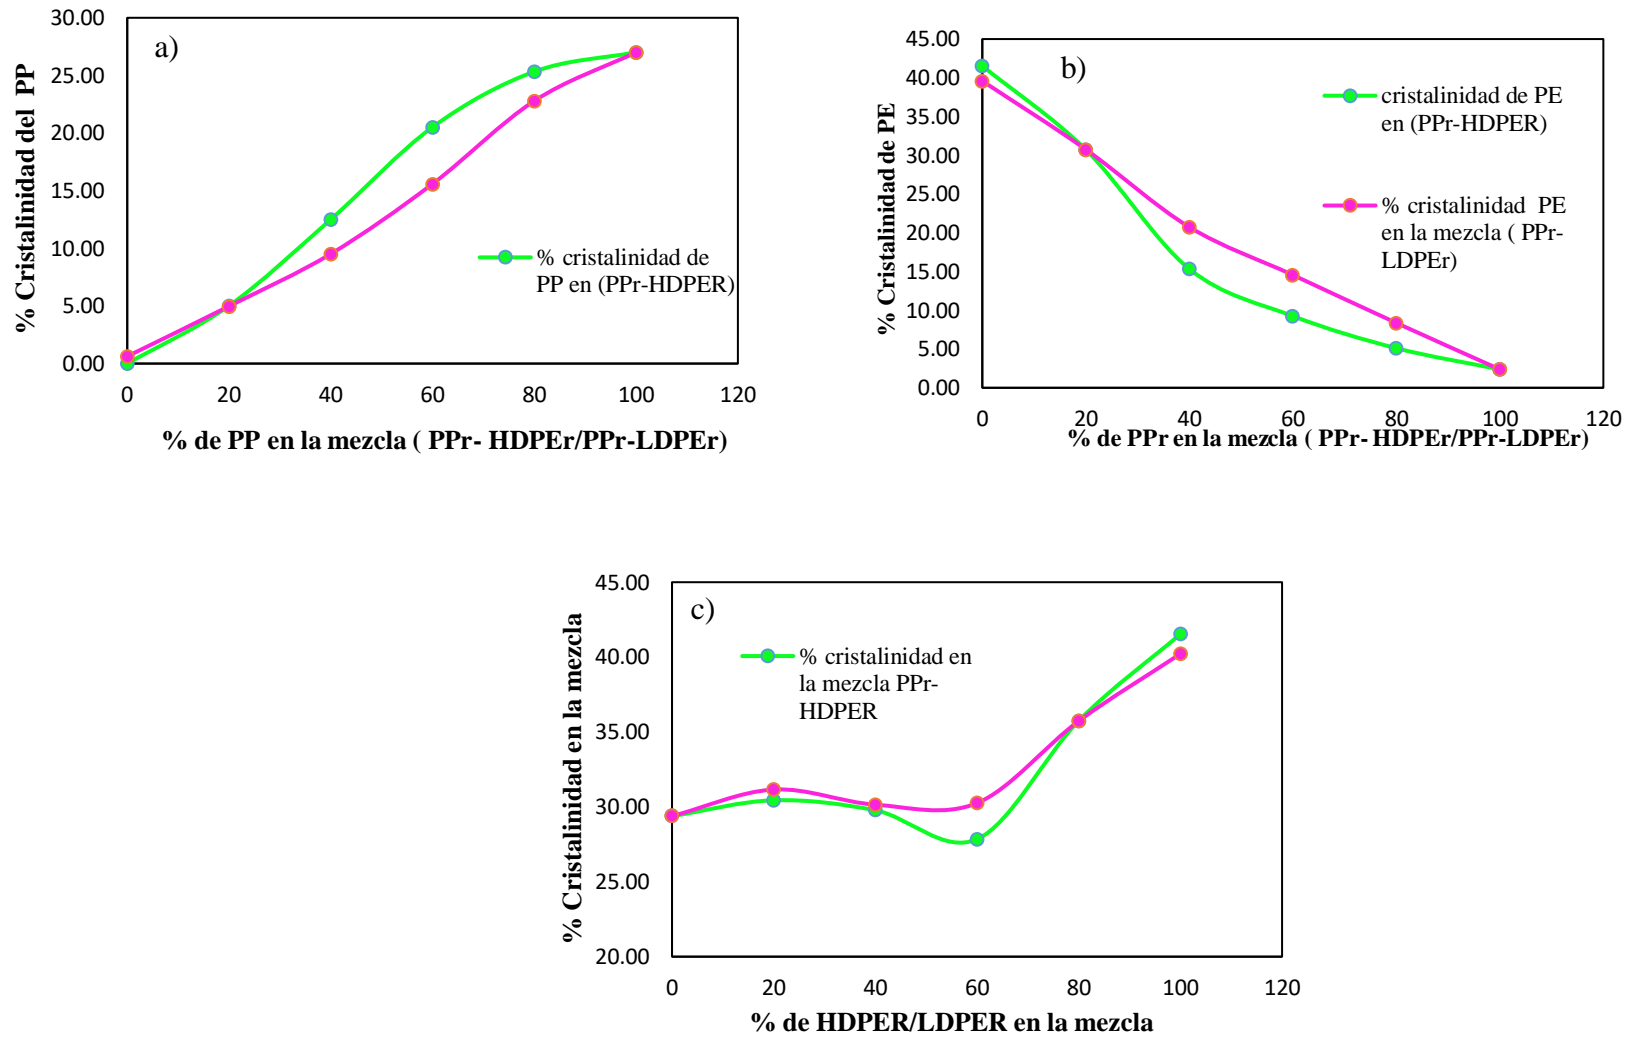 a)
% Cristalinidad del  PP
30.00
25.00
20.00
15.00
10.00
5.00
0.00
0 20 40 60 80 100 120
% de PP en la mezcla ( PPr- HDPEr/PPr-LDPEr)
% cristalinidad de
PP en (PPr-HDPER)
b)
% Cristalinidad de PE
45.00
40.00
35.00
30.00
25.00
20.00
15.00
10.00
5.00
0.00
0 20 40 60 80 100 120
% de PPr en la mezcla ( PPr- HDPEr/PPr-LDPEr)
cristalinidad de PE
en (PPr-HDPER)
% cristalinidad  PE
en la mezcla ( PPr-
LDPEr)
c)
% Cristalinidad en la mezcla
45.00
40.00
35.00
30.00
25.00
20.00
0 20 40 60 80 100 120
% de HDPER/LDPER en la mezcla
% cristalinidad en
la mezcla PPr-
HDPER